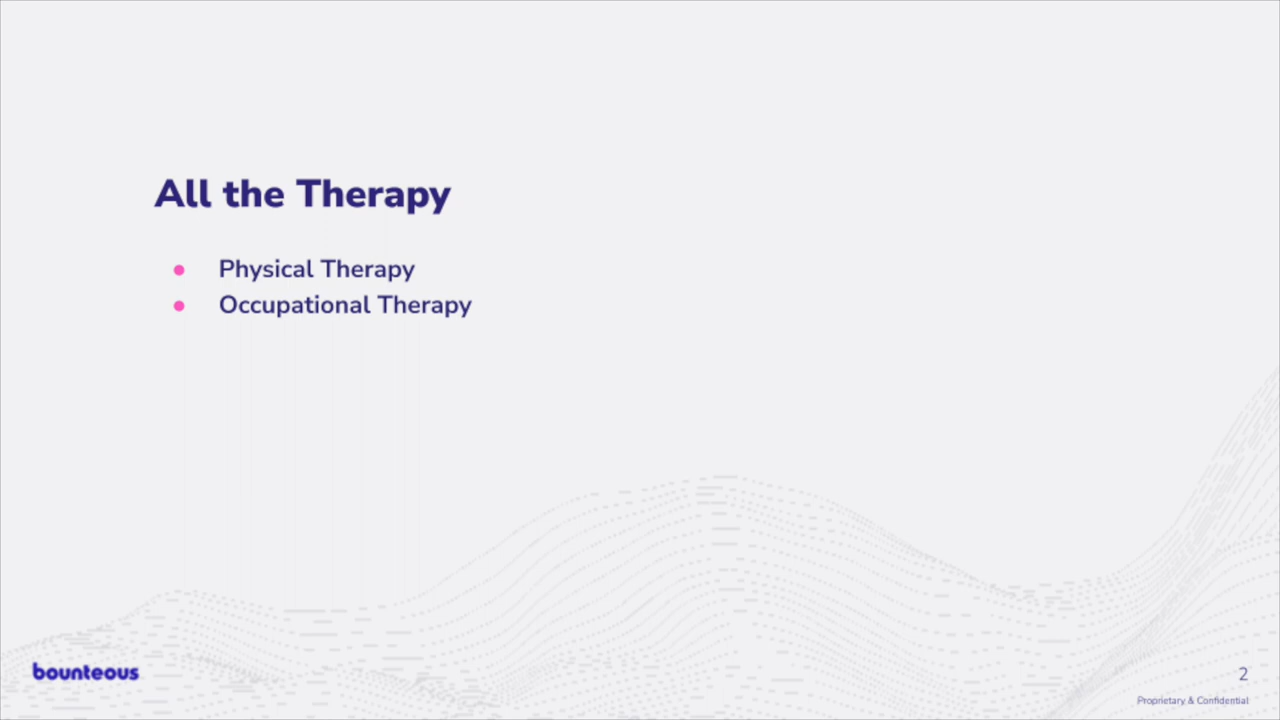 All the Therapy
● Physical Therapy
● Occupational Therapy
bounteous
2
Proprietary & Confidential